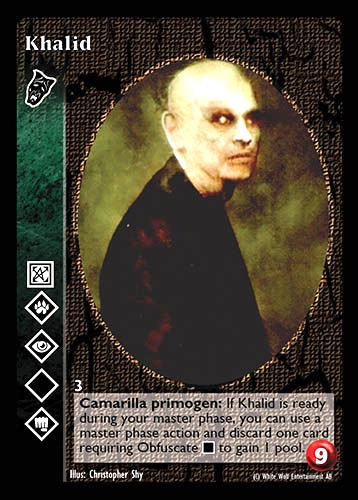 Khalid
3
Camarilla primogen: If Khalid is ready
during your master phase, you can use a
master phase action and discard one card
requiring Obfuscate ■ to gain 1 pool.
9
Illus: Christopher Shy
(C) White Wolf Entertainment AB